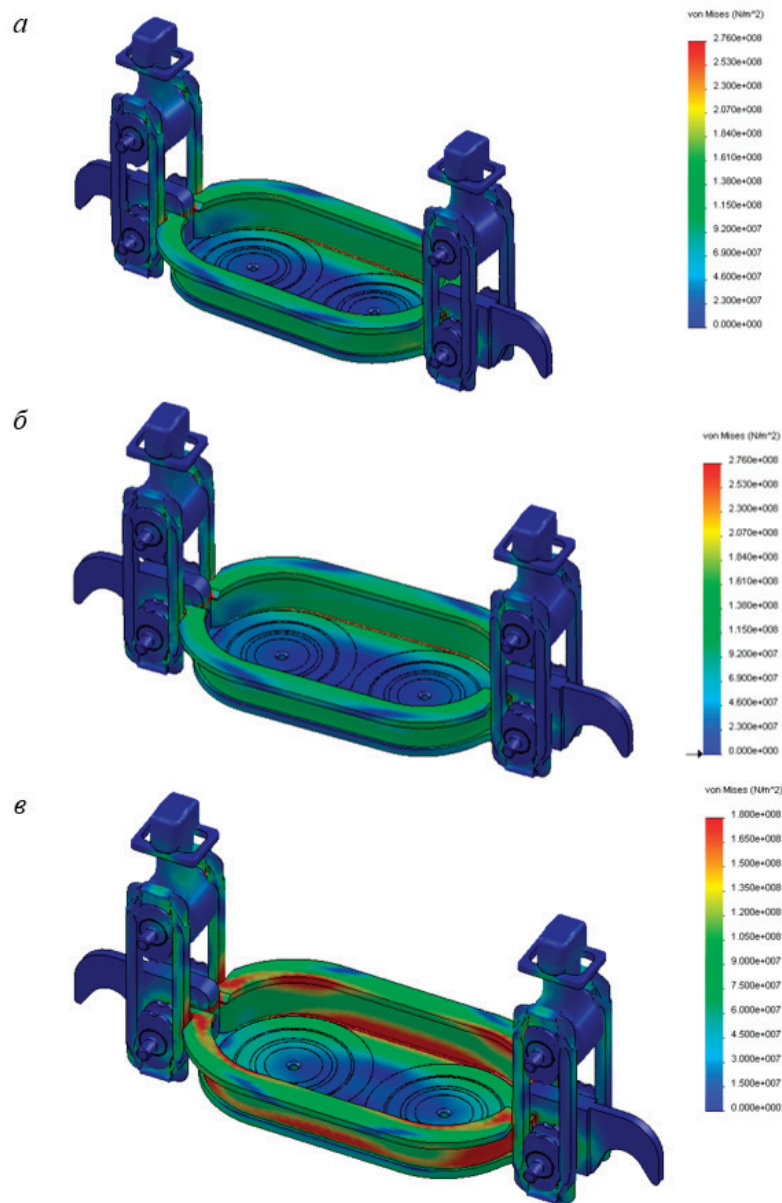 а
von Mises (N/m^2)
2.760e+008
2.530e+008
2.300e+008
2.070e+008
1.840e+008
1.610e+008
1.380e+008
1.150e+008
9.200e+007
6.900e+007
4.600e+007
2.300e+007
0.000e+000
б
von Mises (N/m^2)
2.760e+008
2.530e+008
2.300e+008
2.070e+008
1.840e+008
1.610e+008
1.380e+008
1.150e+008
9.200e+007
6.900e+007
4.600e+007
2.300e+007
0.000e+000
в
von Mises (N/m^2)
1.800e+008
1.650e+008
1.500e+008
1.350e+008
1.200e+008
1.050e+008
9.000e+007
7.500e+007
6.000e+007
4.500e+007
3.000e+007
1.500e+007
0.000e+000